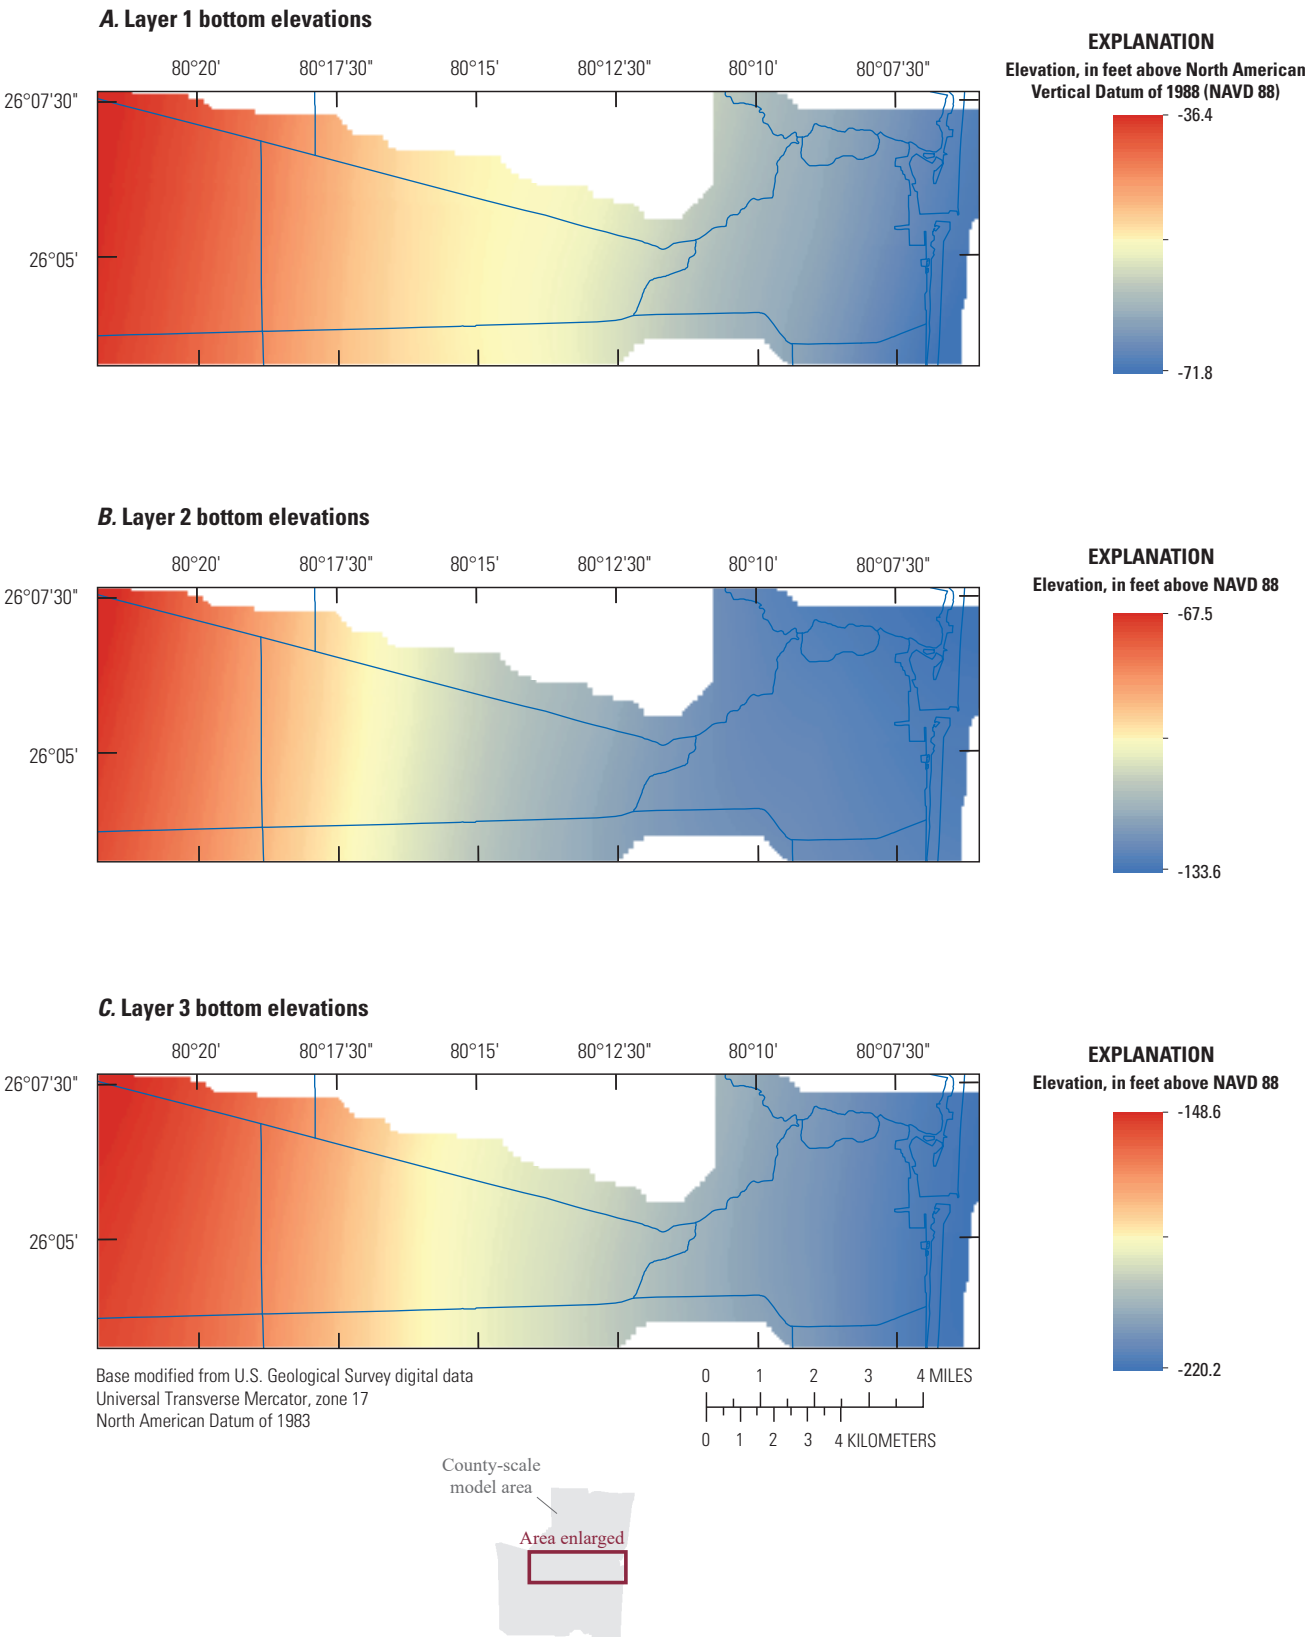 A. Layer 1 bottom elevations
80°20' 80°17'30" 80°15' 80°12'30" 80°10' 80°07'30"
26°07'30"
26°05'
EXPLANATION
Elevation, in feet above North American
Vertical Datum of 1988 (NAVD 88)
-36.4
-71.8
B. Layer 2 bottom elevations
80°20' 80°17'30" 80°15' 80°12'30" 80°10' 80°07'30"
26°07'30"
26°05'
EXPLANATION
Elevation, in feet above NAVD 88
-67.5
-133.6
C. Layer 3 bottom elevations
80°20' 80°17'30" 80°15' 80°12'30" 80°10' 80°07'30"
26°07'30"
26°05'
EXPLANATION
Elevation, in feet above NAVD 88
-148.6
-220.2
Base modified from U.S. Geological Survey digital data
Universal Transverse Mercator, zone 17
North American Datum of 1983
0 1 2 3 4 MILES
0 1 2 3 4 KILOMETERS
County-scale
model area
Area enlarged